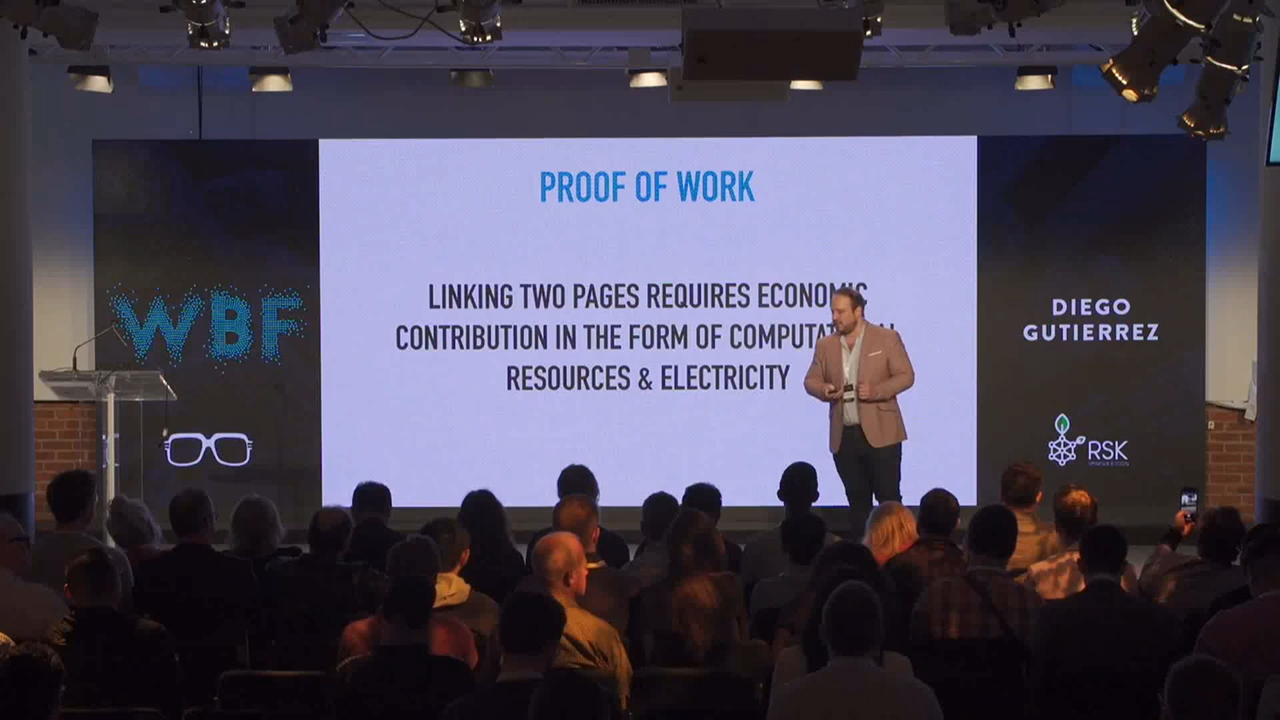 PROOF OF WORK
LINKING TWO PAGES REQUIRES ECONOMIC
CONTRIBUTION IN THE FORM OF
RESOURCES & ELECTRICITY
WBF
DIEGO
GUTIERREZ
RSK